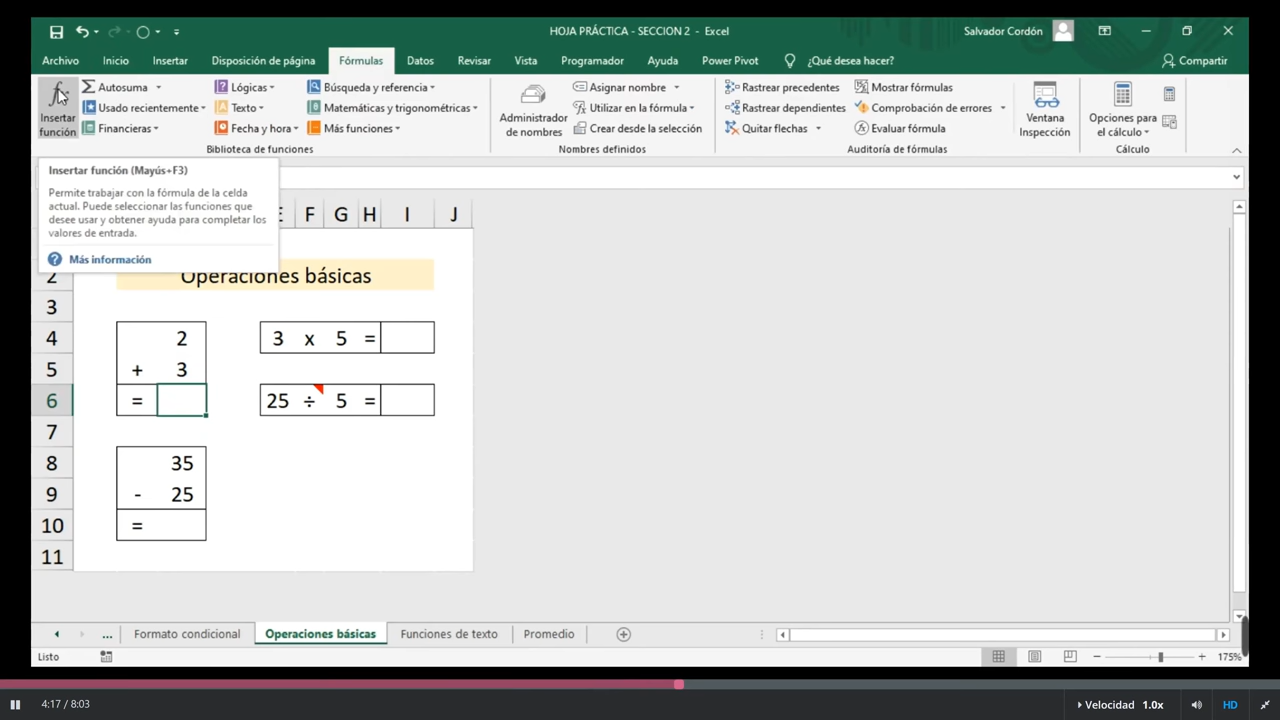 HOJA PRÁCTICA - SECCION 2 - Excel
Salvador Cordón
Archivo Inicio Insertar Disposición de página Fórmulas Datos Revisar Vista Programador Ayuda Power Pivot ¿Qué desea hacer? Compartir
Insertar función
Autosuma
Usado recientemente
Financieras
Lógicas
Texto
Fecha y hora
Búsqueda y referencia
Matemáticas y trigonométricas
Más funciones
Biblioteca de funciones
Administrador de nombres
Asignar nombre
Utilizar en la fórmula
Crear desde la selección
Nombres definidos
Rastrear precedentes
Rastrear dependientes
Quitar flechas
Mostrar fórmulas
Comprobación de errores
Evaluar fórmula
Auditoría de fórmulas
Ventana Inspección
Opciones para el cálculo
Cálculo
Insertar función (Mayús+F3)
Permite trabajar con la fórmula de la celda
actual. Puede seleccionar las funciones que
desee usar y obtener ayuda para completar los
valores de entrada.
? Más información
E F G H I J
2 Operaciones básicas
3
4 2 3 x 5 =
5 + 3
6 = 25 ÷ 5 =
7
8 35
9 - 25
10 =
11
... Formato condicional Operaciones básicas Funciones de texto Promedio
Listo 175%
4:17 / 8:03 Velocidad 1.0x HD